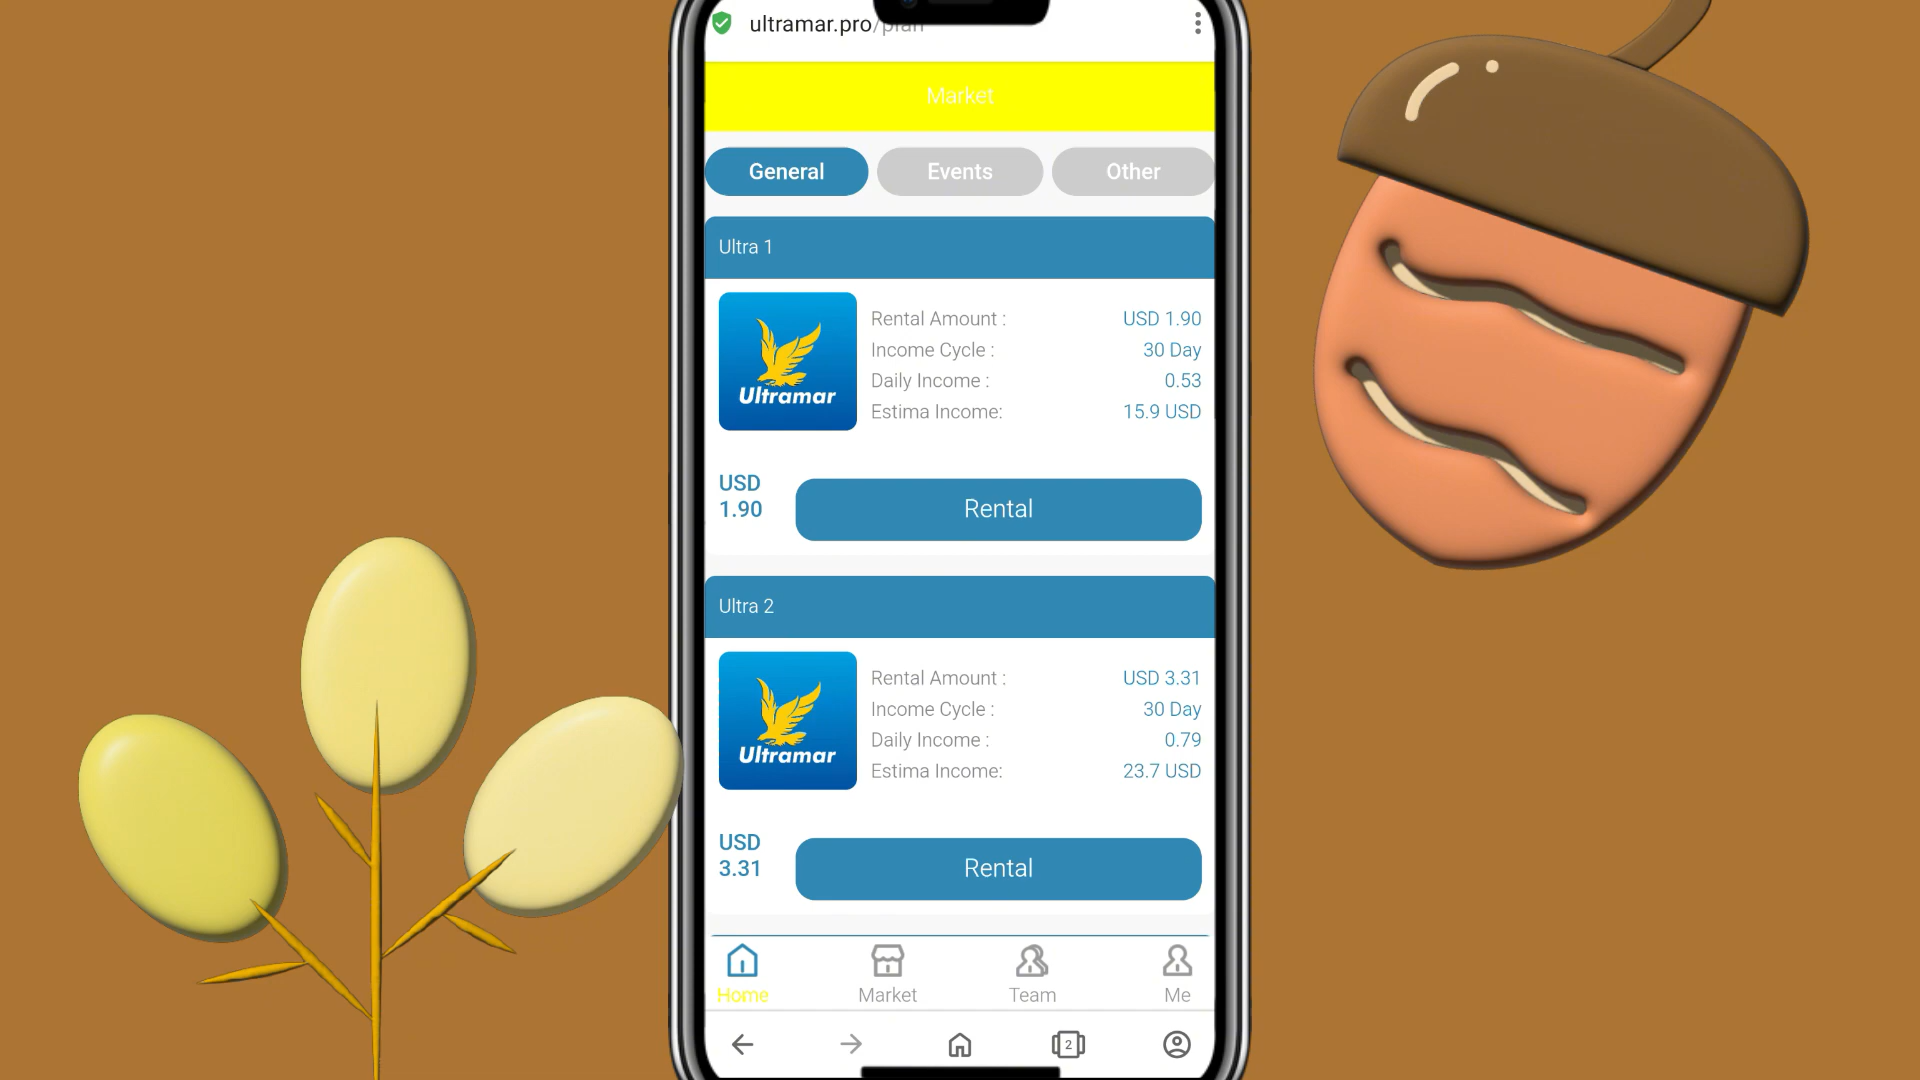 ultramar.pro/plan
Market
General Events Other
Ultra 1
Ultramar
Rental Amount : USD 1.90
Income Cycle : 30 Day
Daily Income : 0.53
Estima Income: 15.9 USD
USD
1.90
Rental
Ultra 2
Ultramar
Rental Amount : USD 3.31
Income Cycle : 30 Day
Daily Income : 0.79
Estima Income: 23.7 USD
USD
3.31
Rental
Home Market Team Me
2